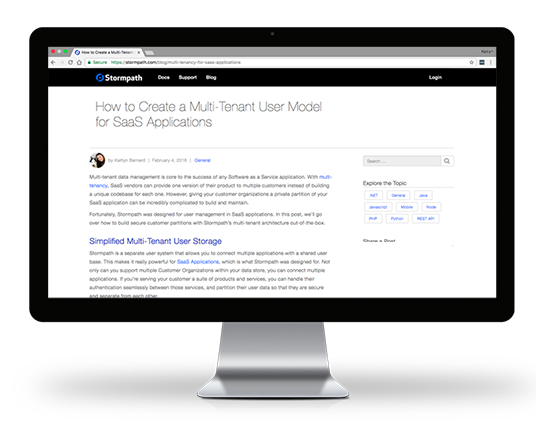 How to Create a Multi-Tenant
Secure https://stormpath.com/blog/multi-tenancy-for-saas-applications
Stormpath Docs Support Blog Login
How to Create a Multi-Tenant User Model
for SaaS Applications
by Kaitlyn Barnard | February 4, 2016 | General
Search ...
Multi-tenant data management is core to the success of any Software as a Service application. With multi-
tenancy, SaaS vendors can provide one version of their product to multiple customers instead of building
a unique codebase for each one. However, giving your customer organizations a private partition of your
SaaS application can be incredibly complicated to build and maintain.
Fortunately, Stormpath was designed for user management in SaaS applications. In this post, we'll go
over how to build secure customer partitions with Stormpath's multi-tenant architecture out-of-the-box.
Explore the Topic
.NET General Java
Javascript Mobile Node
PHP Python REST API
Share a Post
Simplified Multi-Tenant User Storage
Stormpath is a separate user system that allows you to connect multiple applications with a shared user
base. This makes it really powerful for SaaS Applications, which is what Stormpath was designed for. Not
only can you support multiple Customer Organizations within your data store, you can connect multiple
applications. If you're serving your customer a suite of products and services, you can handle their
authentication seamlessly between those services, and partition their user data so that they are secure
and separate from each other.